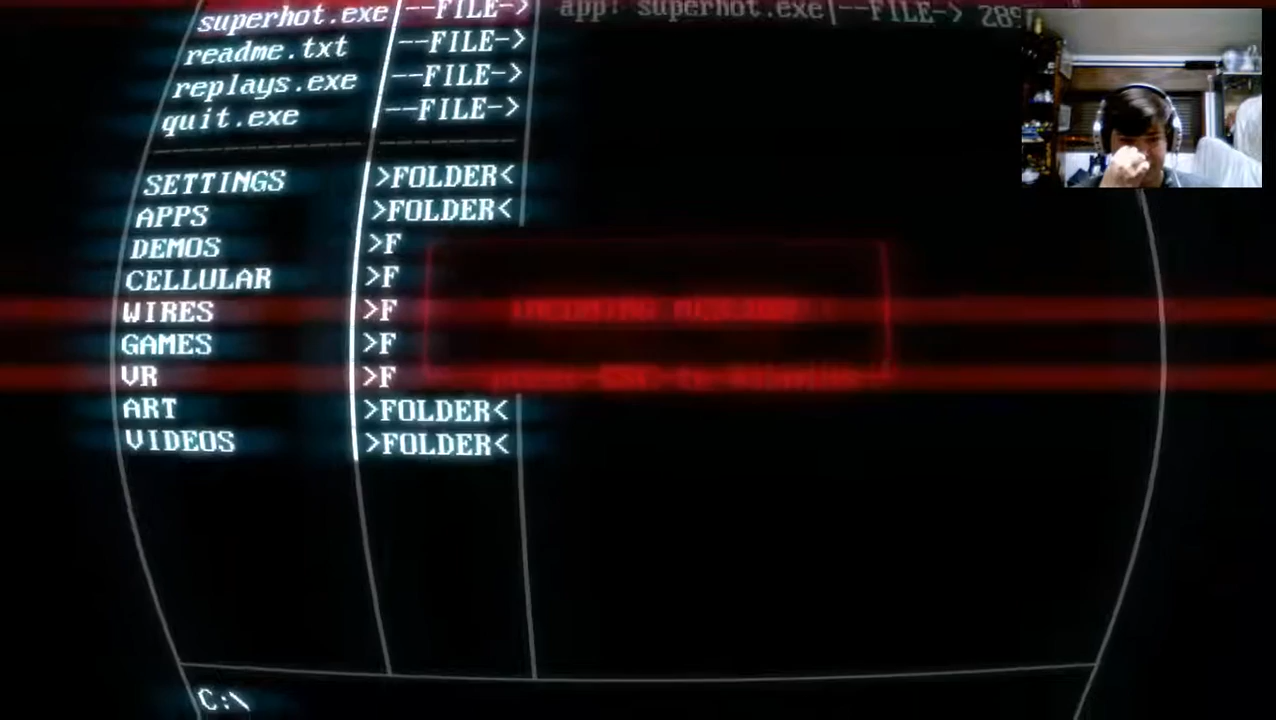 superhot.exe --FILE-> app: superhot.exe --FILE-> 289
readme.txt --FILE->
replays.exe --FILE->
quit.exe --FILE->
SETTINGS >FOLDER<
APPS >FOLDER<
DEMOS >F
CELLULAR >F
WIRES >F
GAMES >F
VR >F
ART >FOLDER<
VIDEOS >FOLDER<
C:\